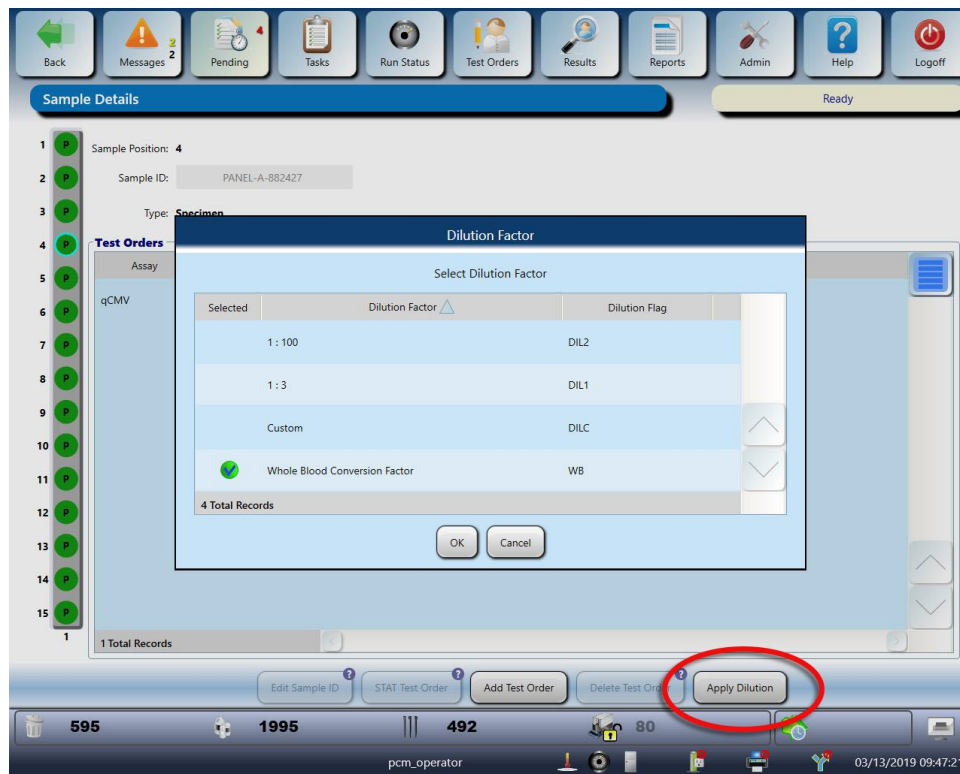 Back
Messages
2
2
Pending
4
Tasks
Run Status
Test Orders
Results
Reports
Admin
?
Help
Logoff
Sample Details
Ready
1 P
2 P
3 P
4 P
5 P
6 P
7 P
8 P
9 P
10 P
11 P
12 P
13 P
14 P
15 P
1
Sample Position: 4
Sample ID: PANEL-A-882427
Type: Specimen
Test Orders
Assay
qCMV
Dilution Factor
Select Dilution Factor
Selected Dilution Factor Dilution Flag
1 : 100 DIL2
1 : 3 DIL1
Custom DILC
Whole Blood Conversion Factor WB
4 Total Records
OK Cancel
1 Total Records
Edit Sample ID ? STAT Test Order ? Add Test Order Delete Test Order ? Apply Dilution
595 1995 492 80
pcm_operator 03/13/2019 09:47:2